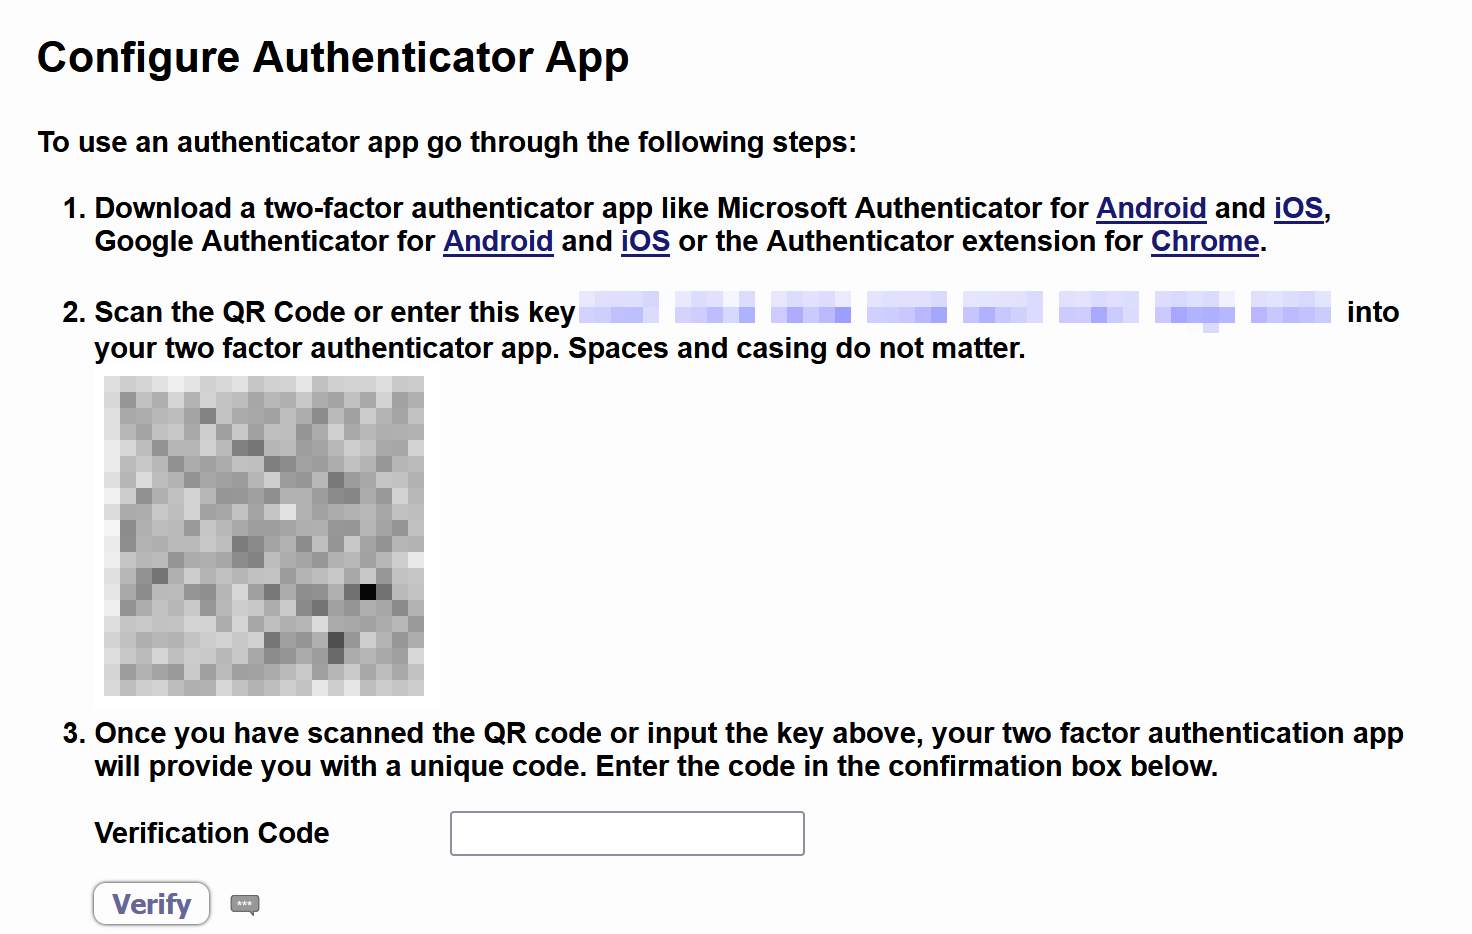 Configure Authenticator App
To use an authenticator app go through the following steps:
1. Download a two-factor authenticator app like Microsoft Authenticator for Android and iOS,
Google Authenticator for Android and iOS or the Authenticator extension for Chrome.
2. Scan the QR Code or enter this key into
your two factor authenticator app. Spaces and casing do not matter.
3. Once you have scanned the QR code or input the key above, your two factor authentication app
will provide you with a unique code. Enter the code in the confirmation box below.
Verification Code
Verify
***